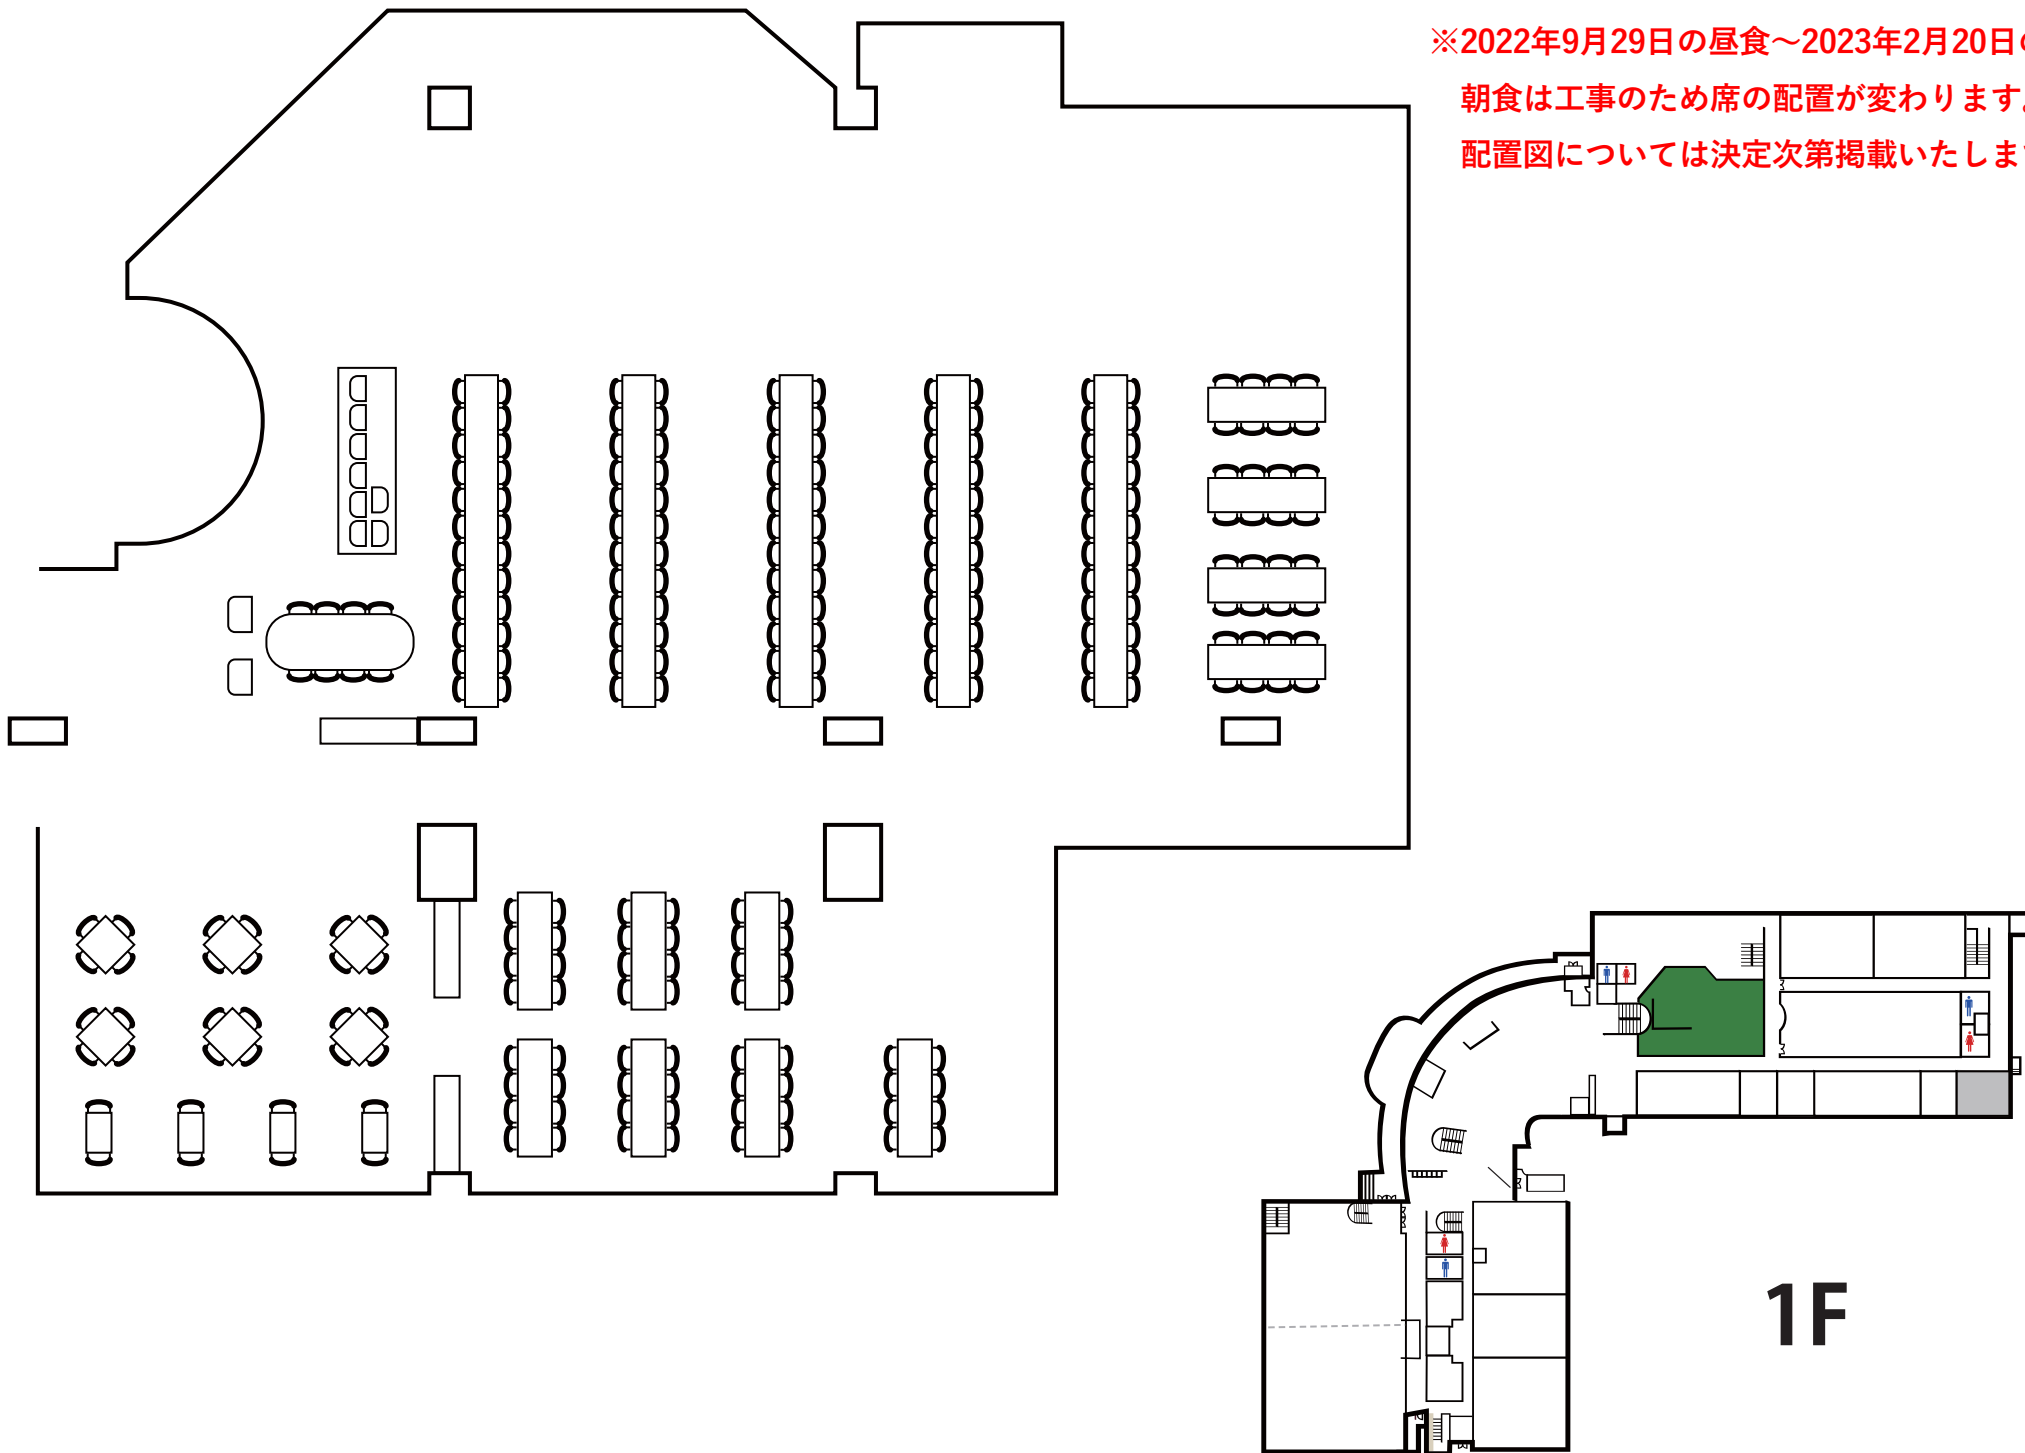 ※2022年9月29日の昼食～2023年2月20日の
朝食は工事のため席の配置が変わります。
配置図については決定次第掲載いたしま
1F